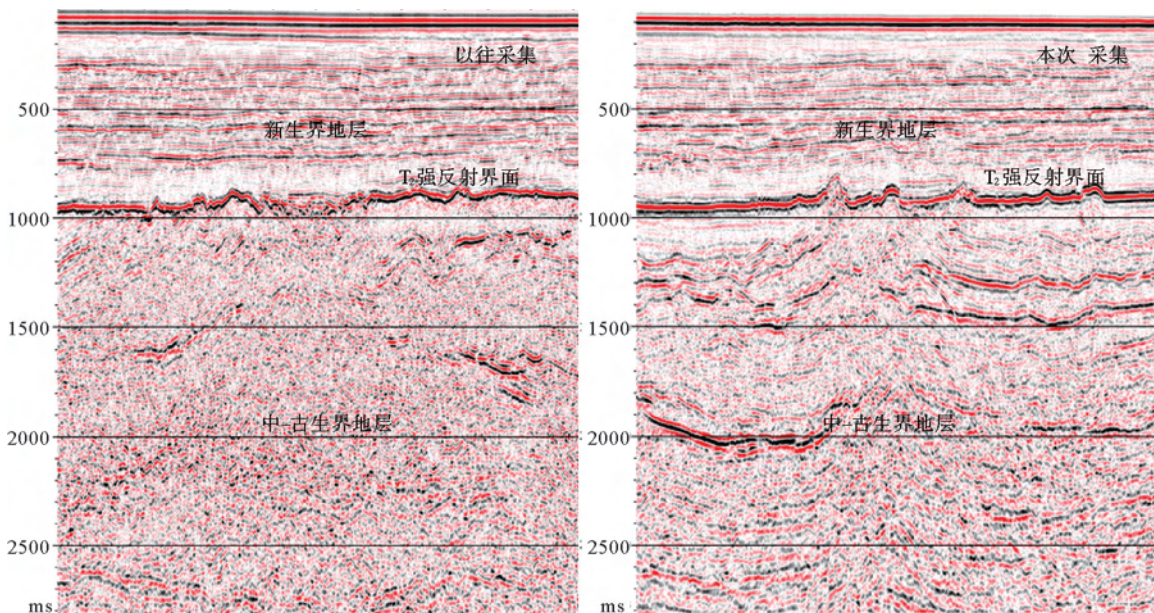 以往采集
500
新生界地层
T₂强反射界面
1000
1500
中-古生界地层
2000
2500
ms
本次 采集
500
新生界地层
T₂强反射界面
1000
1500
中-古生界地层
2000
2500
ms